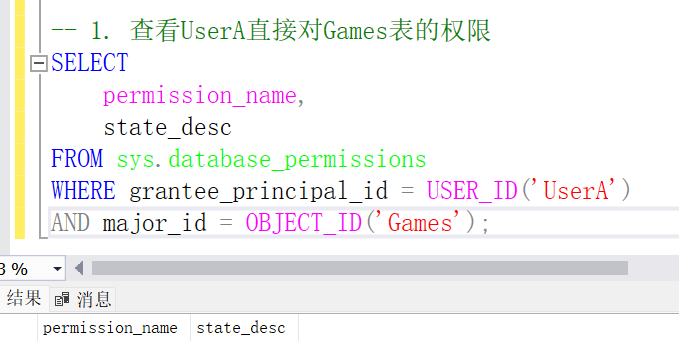 -- 1. 查看UserA直接对Games表的权限
SELECT
permission_name,
state_desc
FROM sys.database_permissions
WHERE grantee_principal_id = USER_ID('UserA')
AND major_id = OBJECT_ID('Games');
3 %
结果 消息
permission_name state_desc